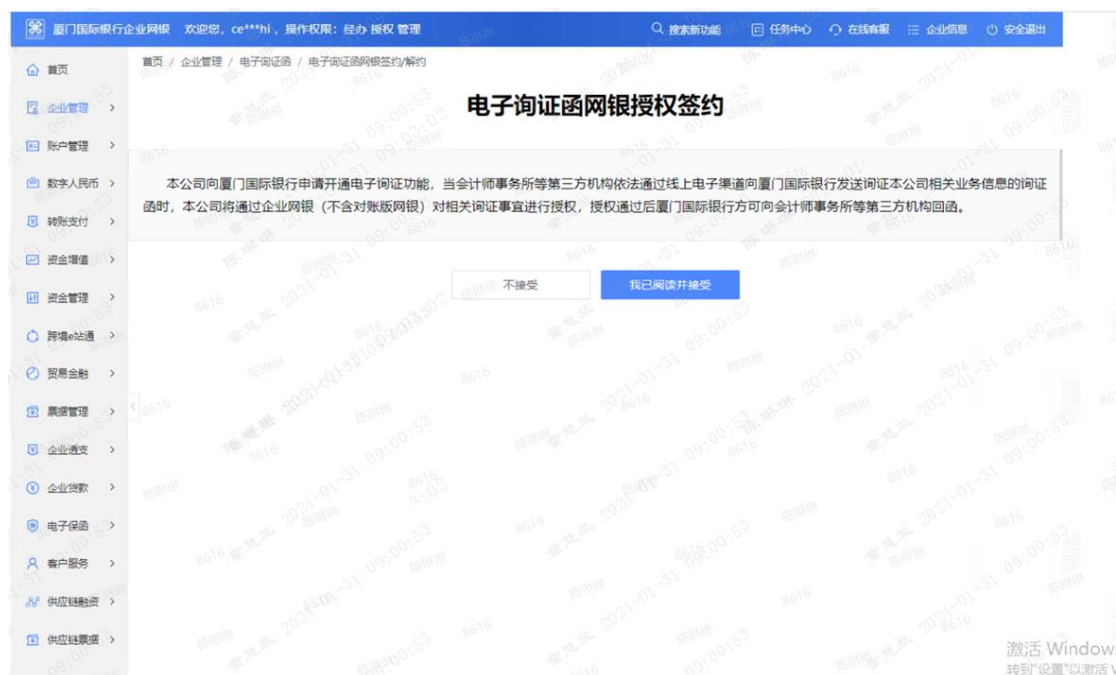 厦门国际银行企业网银 欢迎您，ce***hi，操作权限：经办 授权 管理
搜索新功能 任务中心 在线客服 企业信息 安全退出
首页 / 企业管理 / 电子询证函 / 电子询证函网银签约/解约
首页
企业管理
账户管理
数字人民币
转账支付
资金增值
资金管理
跨境e站通
贸易金融
票据管理
企业透支
企业贷款
电子保函
客户服务
供应链融资
供应链票据
电子询证函网银授权签约
本公司向厦门国际银行申请开通电子询证功能，当会计师事务所等第三方机构依法通过线上电子渠道向厦门国际银行发送询证本公司相关业务信息的询证
函时，本公司将通过企业网银（不含对账版网银）对相关询证事宜进行授权，授权通过后厦门国际银行方可向会计师事务所等第三方机构回函。
不接受 我已阅读并接受
激活 Window
转到"设置"以激活 W